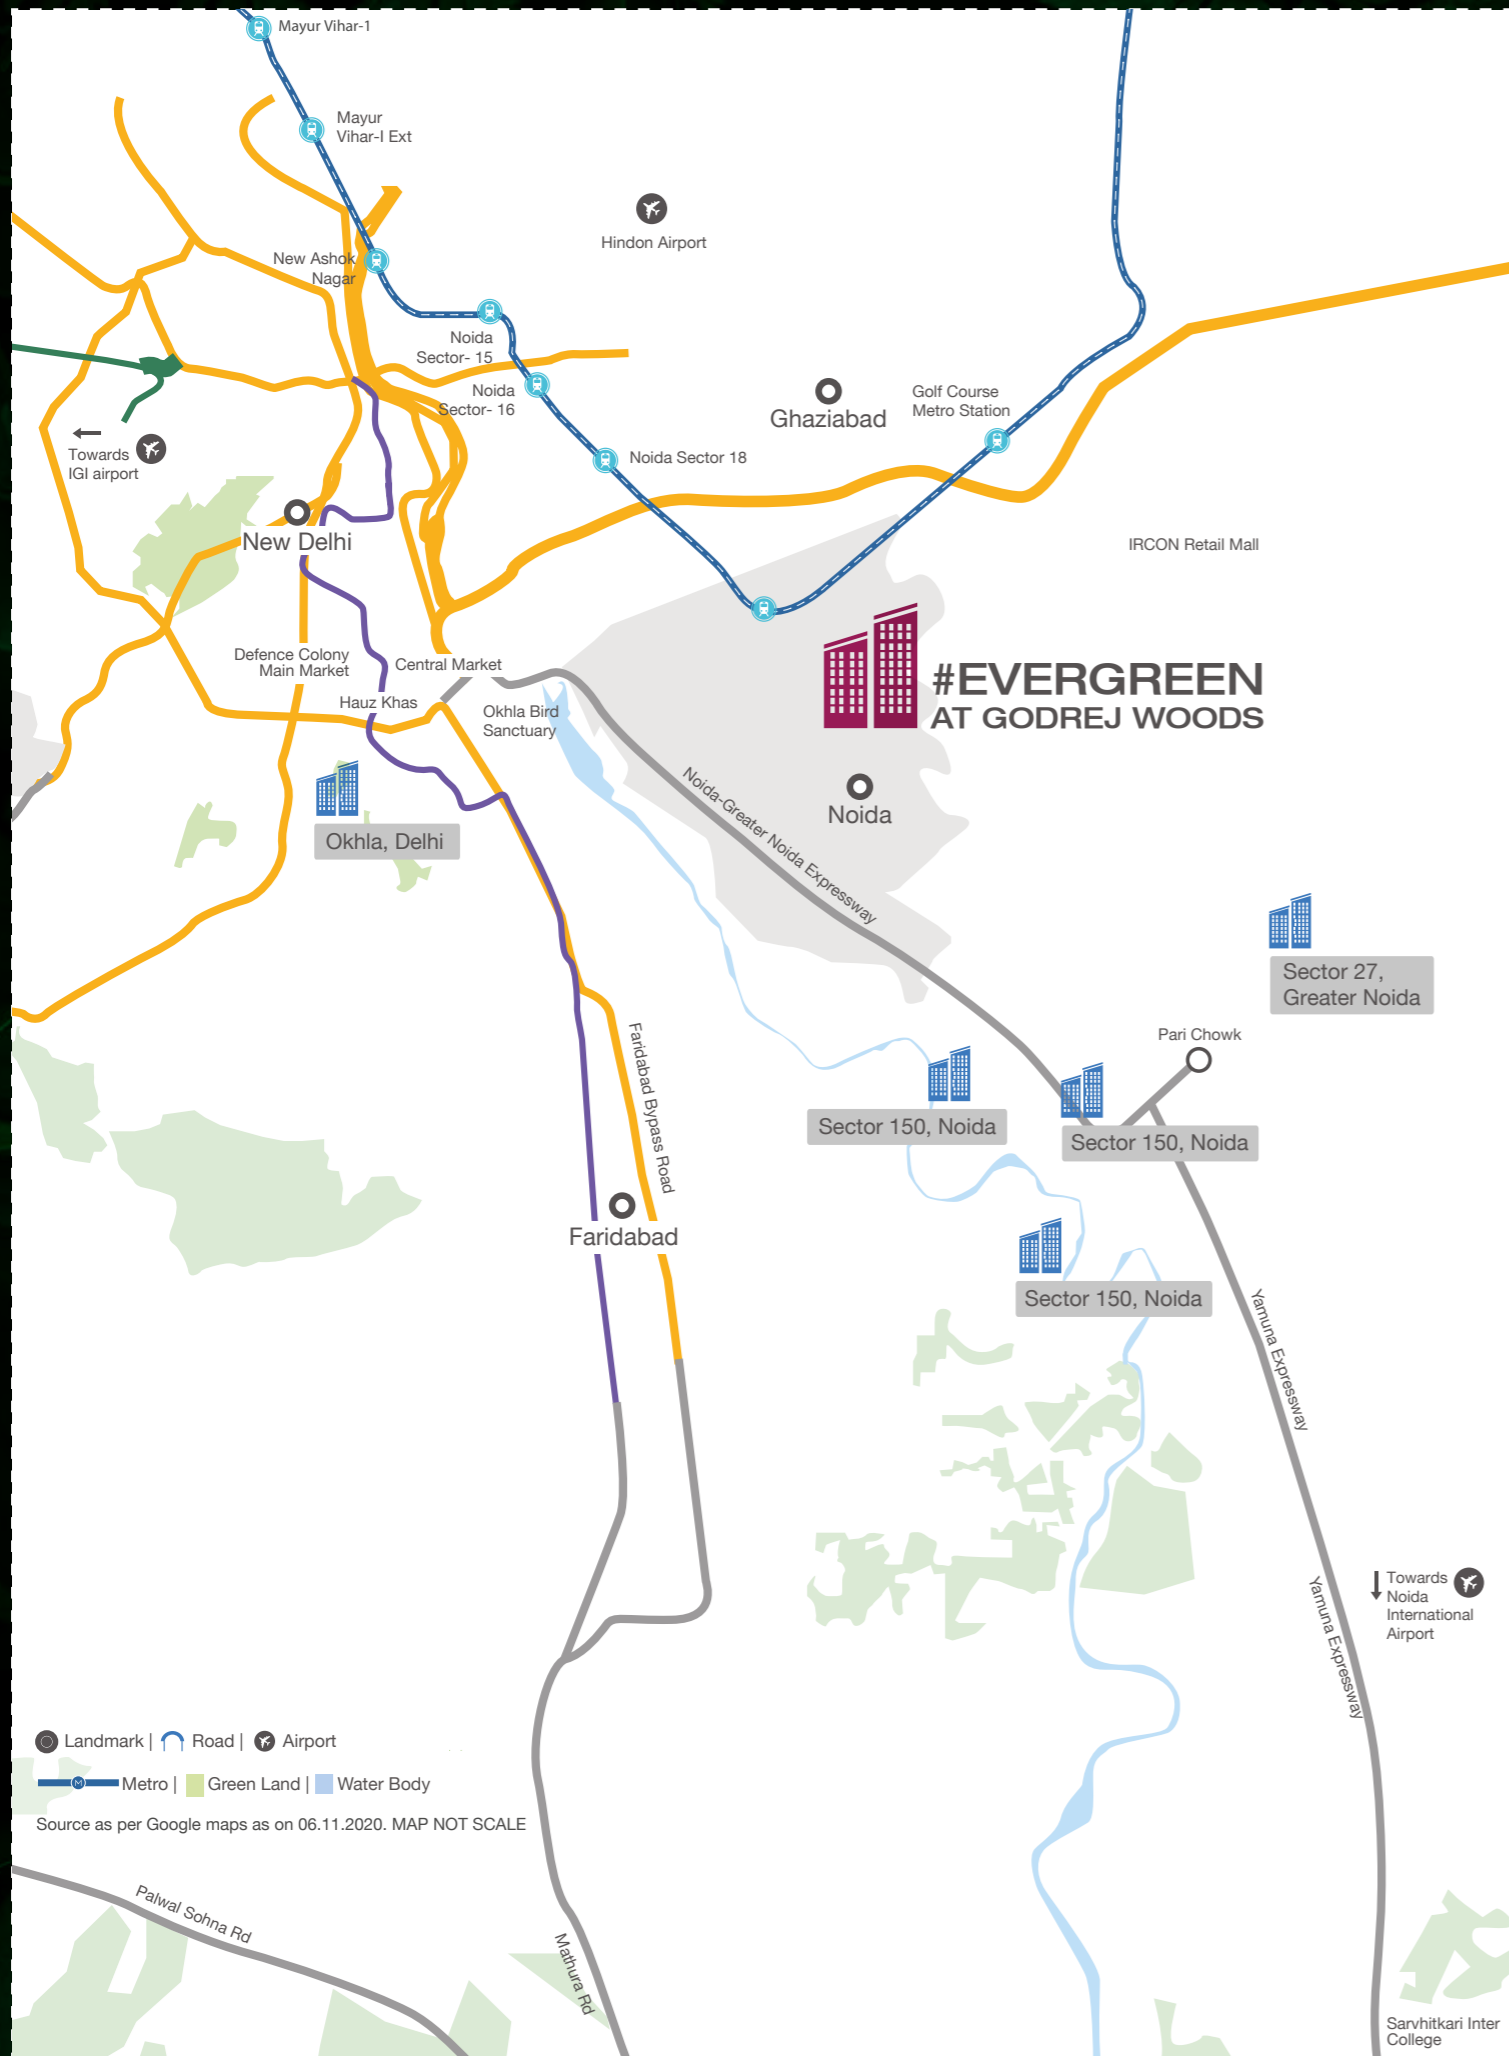 Mayur Vihar-1
Mayur
Vihar-I Ext
Hindon Airport
New Ashok
Nagar
Noida
Sector- 15
Noida
Sector- 16
Ghaziabad
Golf Course
Metro Station
Towards
IGI airport
Noida Sector 18
New Delhi
IRCON Retail Mall
Defence Colony
Main Market
Central Market
Hauz Khas
Okhla Bird
Sanctuary
#EVERGREEN
AT GODREJ WOODS
Noida-Greater Noida Expressway
Noida
Okhla, Delhi
Sector 27,
Greater Noida
Pari Chowk
Faridabad Bypass Road
Sector 150, Noida
Sector 150, Noida
Faridabad
Sector 150, Noida
Yamuna Expressway
Towards
Noida
International
Airport
Yamuna Expressway
Landmark | Road | Airport
M Metro | Green Land | Water Body
Source as per Google maps as on 06.11.2020. MAP NOT SCALE
Palwal Sohna Rd
Mathura Rd
Sarvhitkari Inter
College